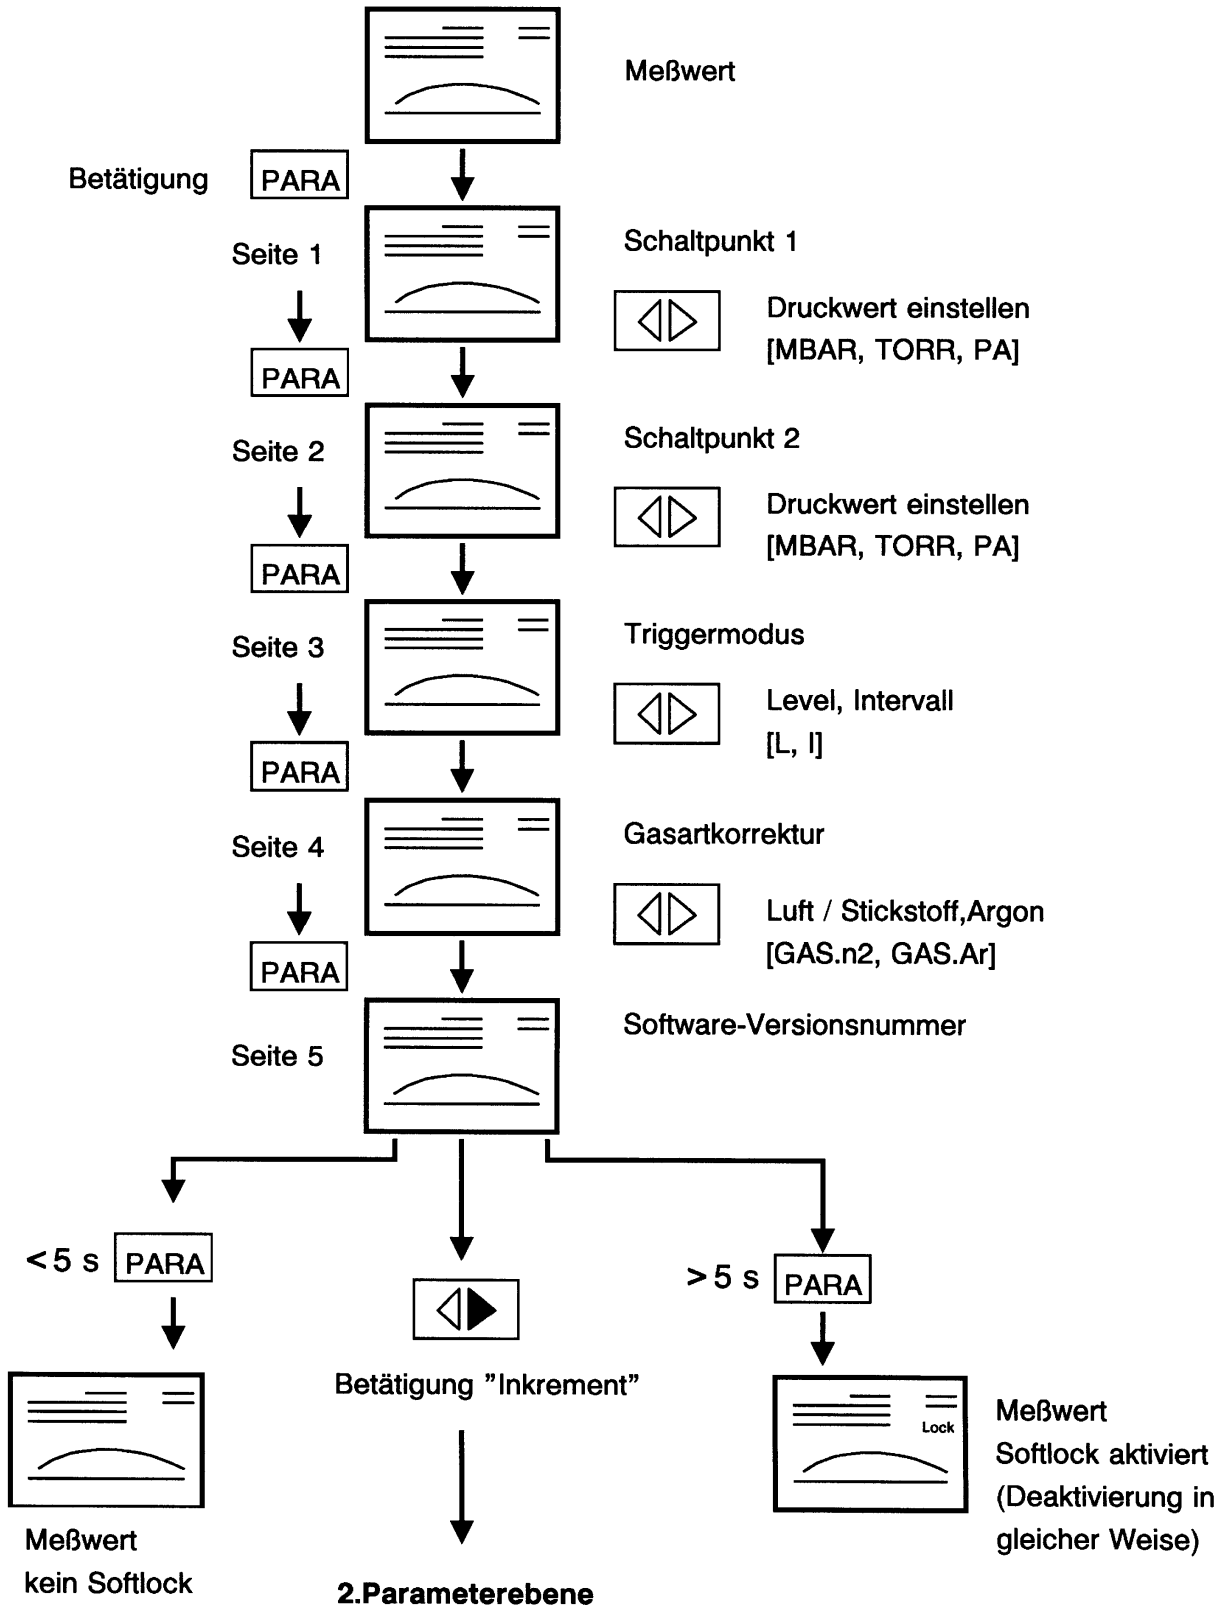 Meßwert
Betätigung PARA
Seite 1
Schaltpunkt 1
Druckwert einstellen
[MBAR, TORR, PA]
PARA
Seite 2
Schaltpunkt 2
Druckwert einstellen
[MBAR, TORR, PA]
PARA
Seite 3
Triggermodus
Level, Intervall
[L, I]
PARA
Seite 4
Gasartkorrektur
Luft / Stickstoff,Argon
[GAS.n2, GAS.Ar]
PARA
Seite 5
Software-Versionsnummer
<5 s PARA
>5 s PARA
Betätigung "Inkrement"
Lock
Meßwert
Softlock aktiviert
(Deaktivierung in
gleicher Weise)
Meßwert
kein Softlock
2.Parameterebene